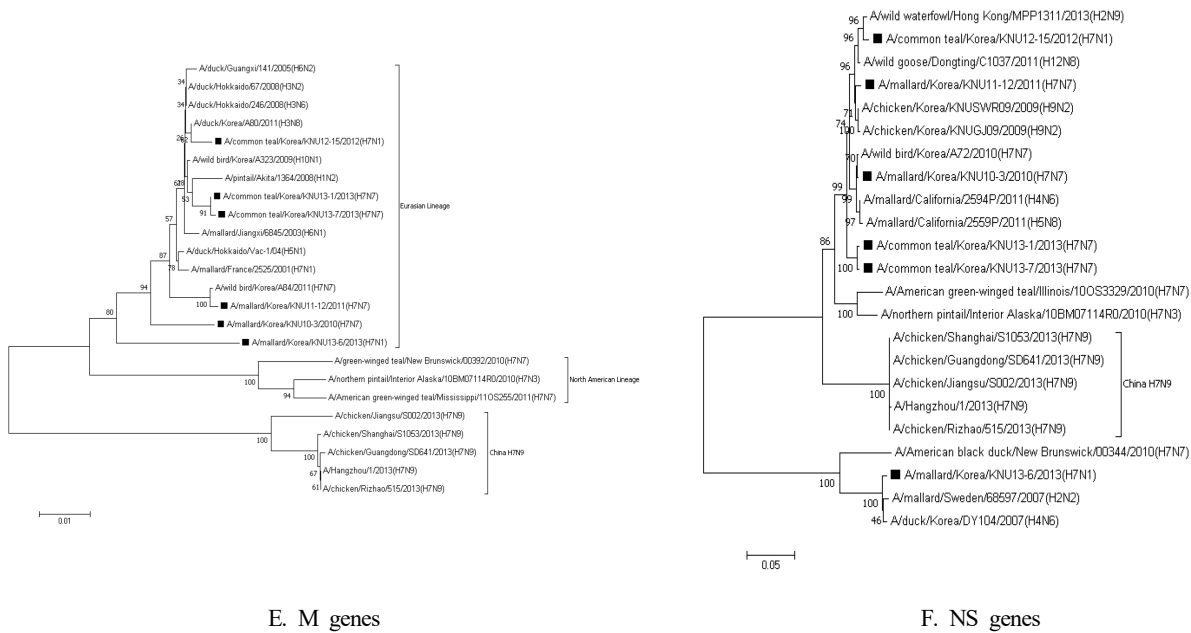 A/duck/Guangxi/141/2005(H6N2)
34
A/duck/Hokkaido/67/2008(H3N2)
34
A/duck/Hokkaido/246/2008(H3N6)
A/duck/Korea/A80/2011(H3N8)
26
A/common teal/Korea/KNU12-15/2012(H7N1)
A/wild bird/Korea/A323/2009(H10N1)
A/pintail/Akita/1364/2008(H1N2)
53
A/common teal/Korea/KNU13-1/2013(H7N7)
Eurasian Lineage
91
A/common teal/Korea/KNU13-7/2013(H7N7)
57
A/mallard/Jiangxi/6845/2003(H6N1)
A/duck/Hokkaido/Vac-1/04(H5N1)
87
78
A/mallard/France/2525/2001(H7N1)
94
A/wild bird/Korea/A84/2011(H7N7)
100
A/mallard/Korea/KNU11-12/2011(H7N7)
80
A/mallard/Korea/KNU10-3/2010(H7N7)
A/mallard/Korea/KNU13-6/2013(H7N1)
A/green-winged teal/New Brunswick/00392/2010(H7N7)
100
A/northern pintail/Interior Alaska/10BM07114R0/2010(H7N3)
North American Lineage
94
A/American green-winged teal/Mississippi/11OS255/2011(H7N7)
A/chicken/Jiangsu/S002/2013(H7N9)
100
A/chicken/Shanghai/S1053/2013(H7N9)
100
A/chicken/Guangdong/SD641/2013(H7N9)
China H7N9
67
A/Hangzhou/1/2013(H7N9)
61
A/chicken/Rizhao/515/2013(H7N9)
0.01
E. M genes
96
A/wild waterfowl/Hong Kong/MPP1311/2013(H2N9)
96
A/common teal/Korea/KNU12-15/2012(H7N1)
96
A/wild goose/Dongting/C1037/2011(H12N8)
A/mallard/Korea/KNU11-12/2011(H7N7)
71
A/chicken/Korea/KNUSWR09/2009(H9N2)
74
100
A/chicken/Korea/KNUGJ09/2009(H9N2)
70
A/wild bird/Korea/A72/2010(H7N7)
A/mallard/Korea/KNU10-3/2010(H7N7)
99
99
A/mallard/California/2594P/2011(H4N6)
97
A/mallard/California/2559P/2011(H5N8)
86
A/common teal/Korea/KNU13-1/2013(H7N7)
100
A/common teal/Korea/KNU13-7/2013(H7N7)
A/American green-winged teal/Illinois/10OS3329/2010(H7N7)
100
A/northern pintail/Interior Alaska/10BM07114R0/2010(H7N3)
A/chicken/Shanghai/S1053/2013(H7N9)
A/chicken/Guangdong/SD641/2013(H7N9)
100
A/chicken/Jiangsu/S002/2013(H7N9)
China H7N9
A/Hangzhou/1/2013(H7N9)
A/chicken/Rizhao/515/2013(H7N9)
A/American black duck/New Brunswick/00344/2010(H7N7)
100
A/mallard/Korea/KNU13-6/2013(H7N1)
100
A/mallard/Sweden/68597/2007(H2N2)
46
A/duck/Korea/DY104/2007(H4N6)
0.05
F. NS genes